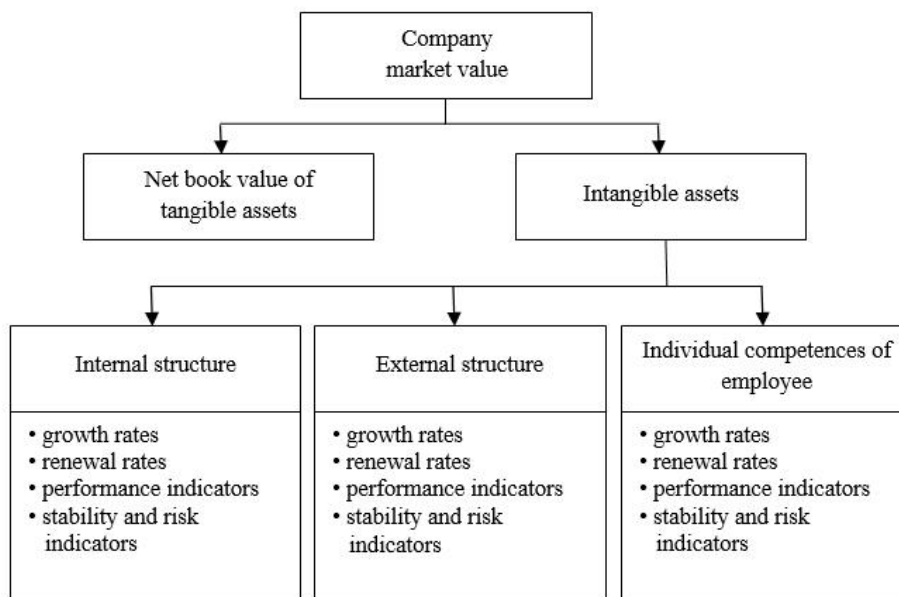 Company
market value
Net book value of
tangible assets
Intangible assets
Internal structure
• growth rates
• renewal rates
• performance indicators
• stability and risk
indicators
External structure
• growth rates
• renewal rates
• performance indicators
• stability and risk
indicators
Individual competences of
employee
• growth rates
• renewal rates
• performance indicators
• stability and risk
indicators